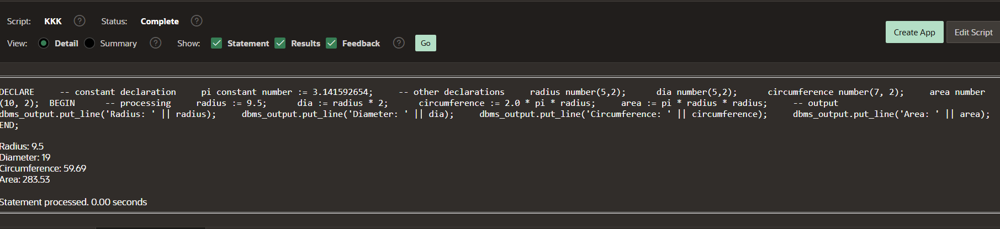 Script: KKK ? Status: Complete ?
View: Detail Summary ? Show: Statement Results Feedback ? Go
Create App Edit Script
DECLARE     -- constant declaration     pi constant number := 3.141592654;     -- other declarations     radius number(5,2);      dia number(5,2);      circumference number(7, 2);     area number
(10, 2);  BEGIN      -- processing     radius := 9.5;      dia := radius * 2;      circumference := 2.0 * pi * radius;     area := pi * radius * radius;     -- output
dbms_output.put_line('Radius: ' || radius);     dbms_output.put_line('Diameter: ' || dia);     dbms_output.put_line('Circumference: ' || circumference);     dbms_output.put_line('Area: ' || area);
END;
Radius: 9.5
Diameter: 19
Circumference: 59.69
Area: 283.53
Statement processed. 0.00 seconds